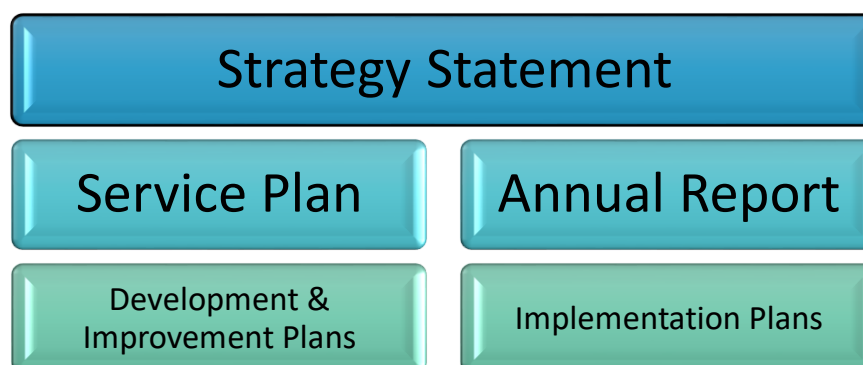 Strategy Statement
Service Plan
Annual Report
Development &
Improvement Plans
Implementation Plans